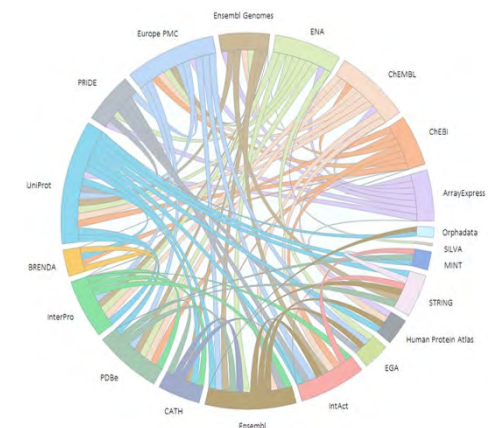 Ensembl Genomes
ENA
ChEMBL
ChEBI
ArrayExpress
Orphadata
SILVA
MINT
STRING
Human Protein Atlas
EGA
IntAct
Ensembl
CATH
PDBe
InterPro
BRENDA
UniProt
PRIDE
Europe PMC